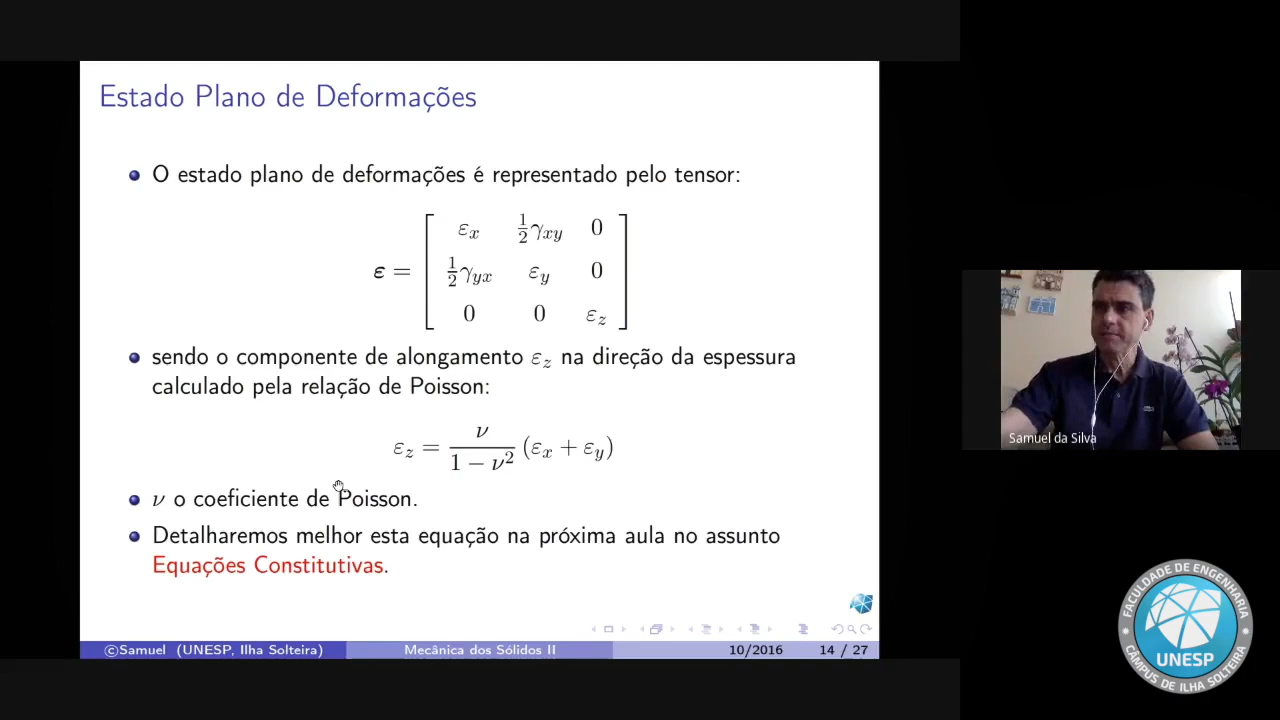 Estado Plano de Deformações
O estado plano de deformações é representado pelo tensor:
ε = [ εx ½γxy 0
½γyx εy 0
0 0 εz ]
sendo o componente de alongamento εz na direção da espessura
calculado pela relação de Poisson:
εz = ν / (1 − ν²) (εx + εy)
ν o coeficiente de Poisson.
Detalharemos melhor esta equação na próxima aula no assunto
Equações Constitutivas.
©Samuel (UNESP, Ilha Solteira) Mecânica dos Sólidos II 10/2016 14 / 27
Samuel da Silva
FACULDADE DE ENGENHARIA
UNESP
CÂMPUS DE ILHA SOLTEIRA